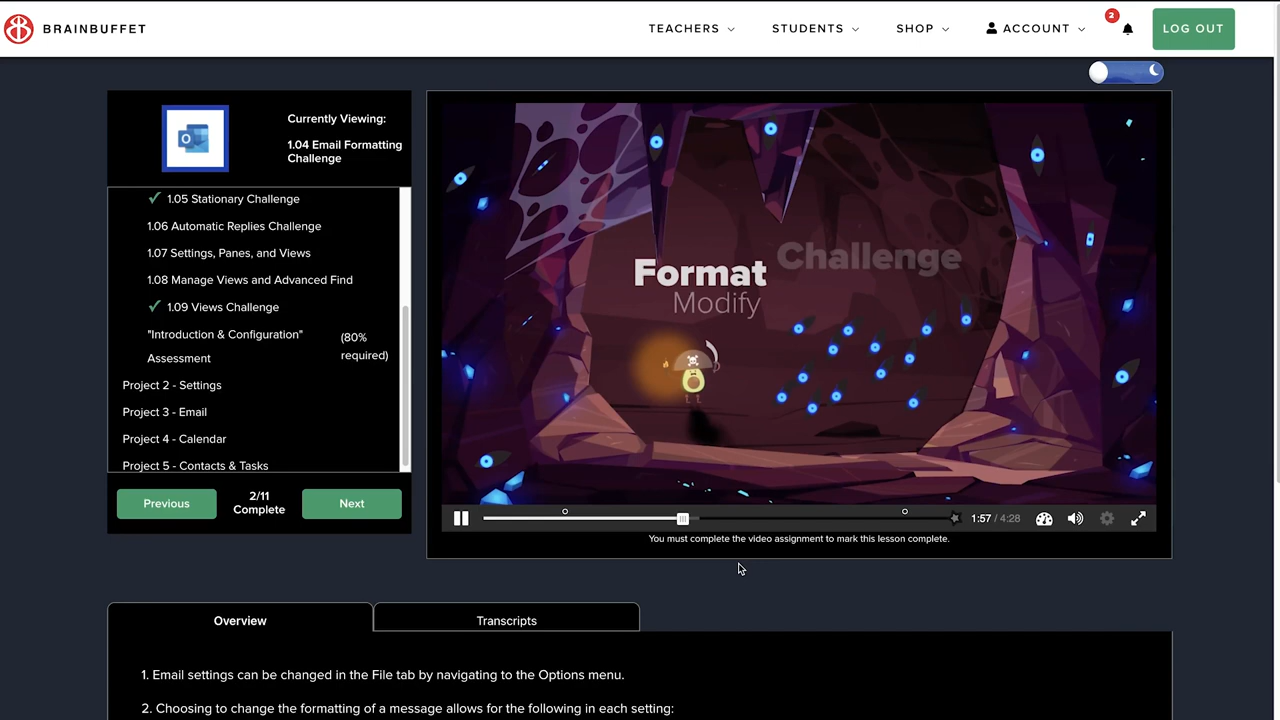 BRAINBUFFET
TEACHERS
STUDENTS
SHOP
ACCOUNT
2
LOG OUT
Currently Viewing:
1.04 Email Formatting
Challenge
1.05 Stationary Challenge
1.06 Automatic Replies Challenge
1.07 Settings, Panes, and Views
1.08 Manage Views and Advanced Find
1.09 Views Challenge
"Introduction & Configuration"
Assessment
(80%
required)
Project 2 - Settings
Project 3 - Email
Project 4 - Calendar
Project 5 - Contacts & Tasks
Previous
2/11
Complete
Next
Challenge
Format
Modify
1:57 / 4:28
You must complete the video assignment to mark this lesson complete.
Overview
Transcripts
1. Email settings can be changed in the File tab by navigating to the Options menu.
2. Choosing to change the formatting of a message allows for the following in each setting: